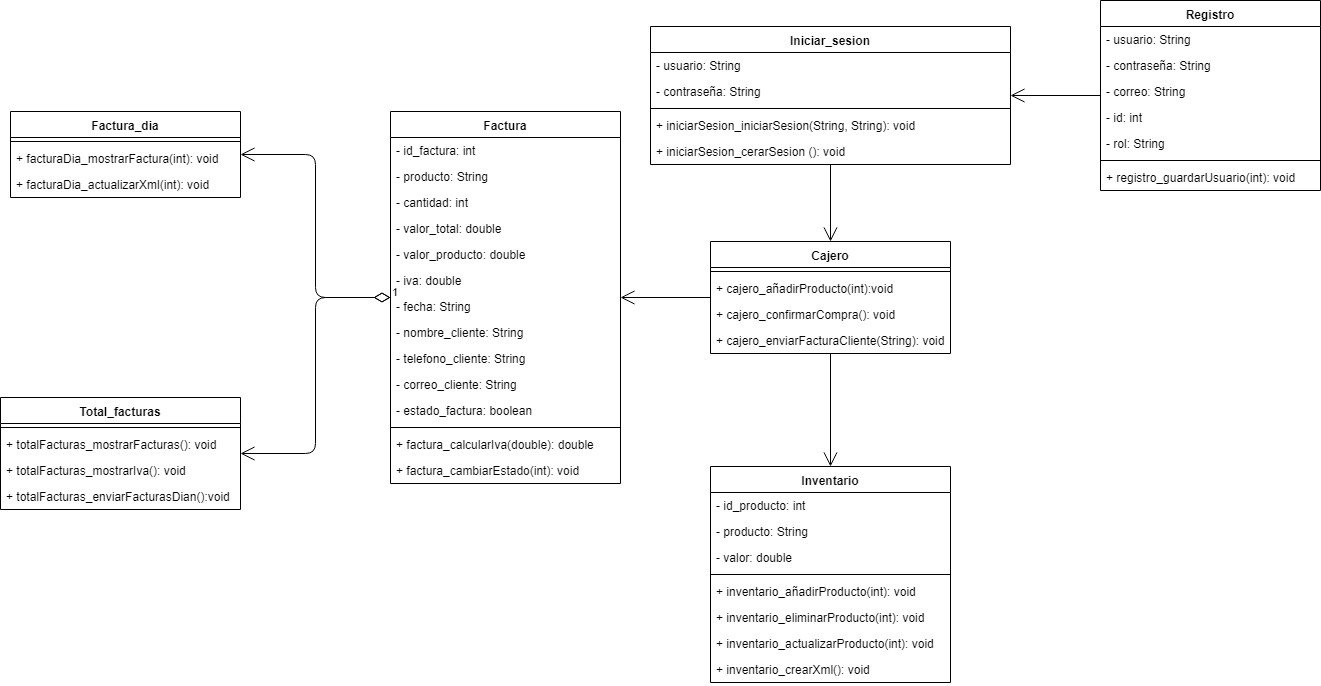 Registro
- usuario: String
- contraseña: String
- correo: String
- id: int
- rol: String
+ registro_guardarUsuario(int): void
Iniciar_sesion
- usuario: String
- contraseña: String
+ iniciarSesion_iniciarSesion(String, String): void
+ iniciarSesion_cerarSesion (): void
Factura_dia
+ facturaDia_mostrarFactura(int): void
+ facturaDia_actualizarXml(int): void
Factura
- id_factura: int
- producto: String
- cantidad: int
- valor_total: double
- valor_producto: double
- iva: double
1
- fecha: String
- nombre_cliente: String
- telefono_cliente: String
- correo_cliente: String
- estado_factura: boolean
+ factura_calcularIva(double): double
+ factura_cambiarEstado(int): void
Cajero
+ cajero_añadirProducto(int):void
+ cajero_confirmarCompra(): void
+ cajero_enviarFacturaCliente(String): void
Total_facturas
+ totalFacturas_mostrarFacturas(): void
+ totalFacturas_mostrarIva(): void
+ totalFacturas_enviarFacturasDian():void
Inventario
- id_producto: int
- producto: String
- valor: double
+ inventario_añadirProducto(int): void
+ inventario_eliminarProducto(int): void
+ inventario_actualizarProducto(int): void
+ inventario_crearXml(): void